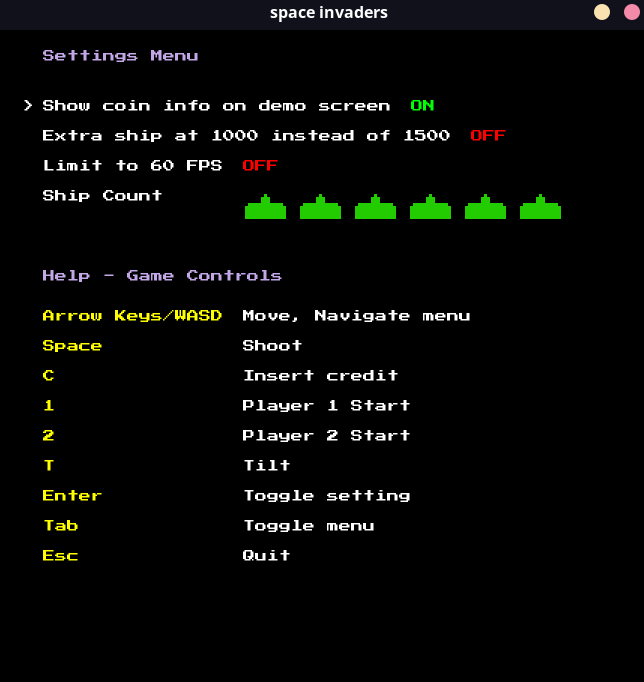 space invaders
Settings Menu
> Show coin info on demo screen ON
Extra ship at 1000 instead of 1500 OFF
Limit to 60 FPS OFF
Ship Count
Help - Game Controls
Arrow Keys/WASD Move, Navigate menu
Space Shoot
C Insert credit
1 Player 1 Start
2 Player 2 Start
T Tilt
Enter Toggle setting
Tab Toggle menu
Esc Quit